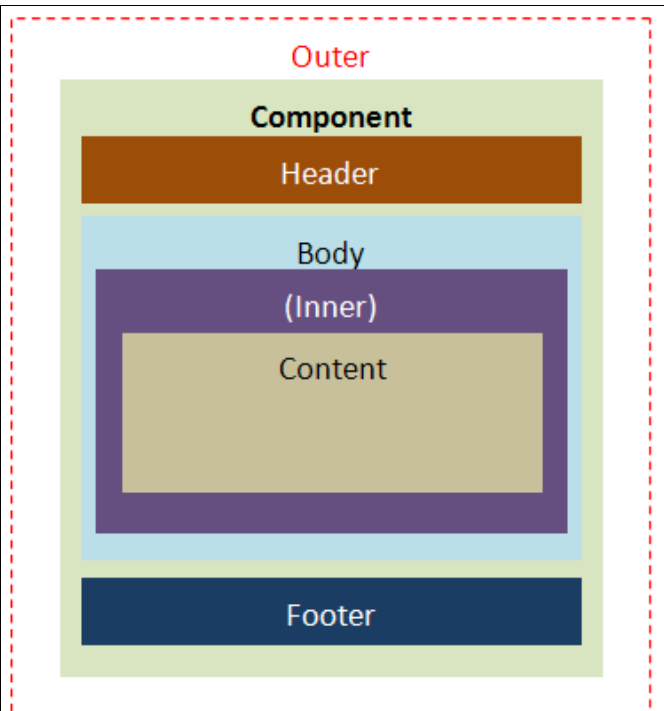 Outer
Component
Header
Body
(Inner)
Content
Footer